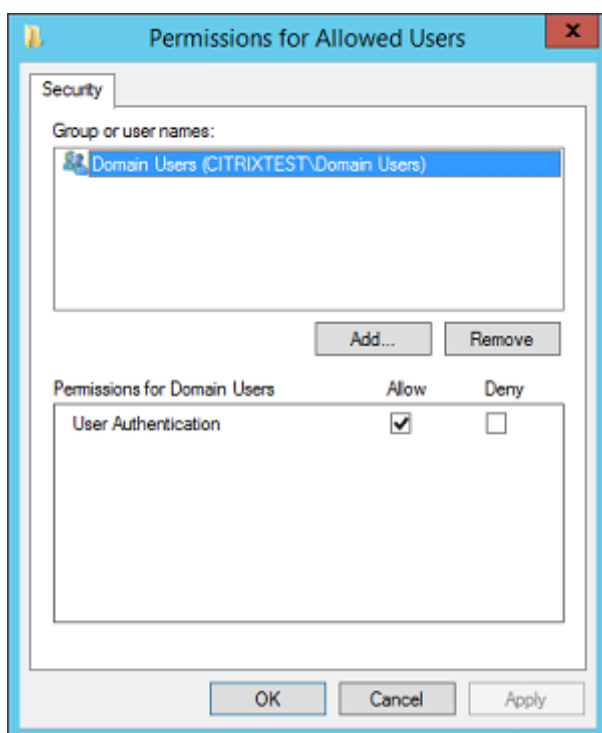 Permissions for Allowed Users
x
Security
Group or user names:
Domain Users (CITRIXTEST\Domain Users)
Add... Remove
Permissions for Domain Users Allow Deny
User Authentication
OK Cancel Apply